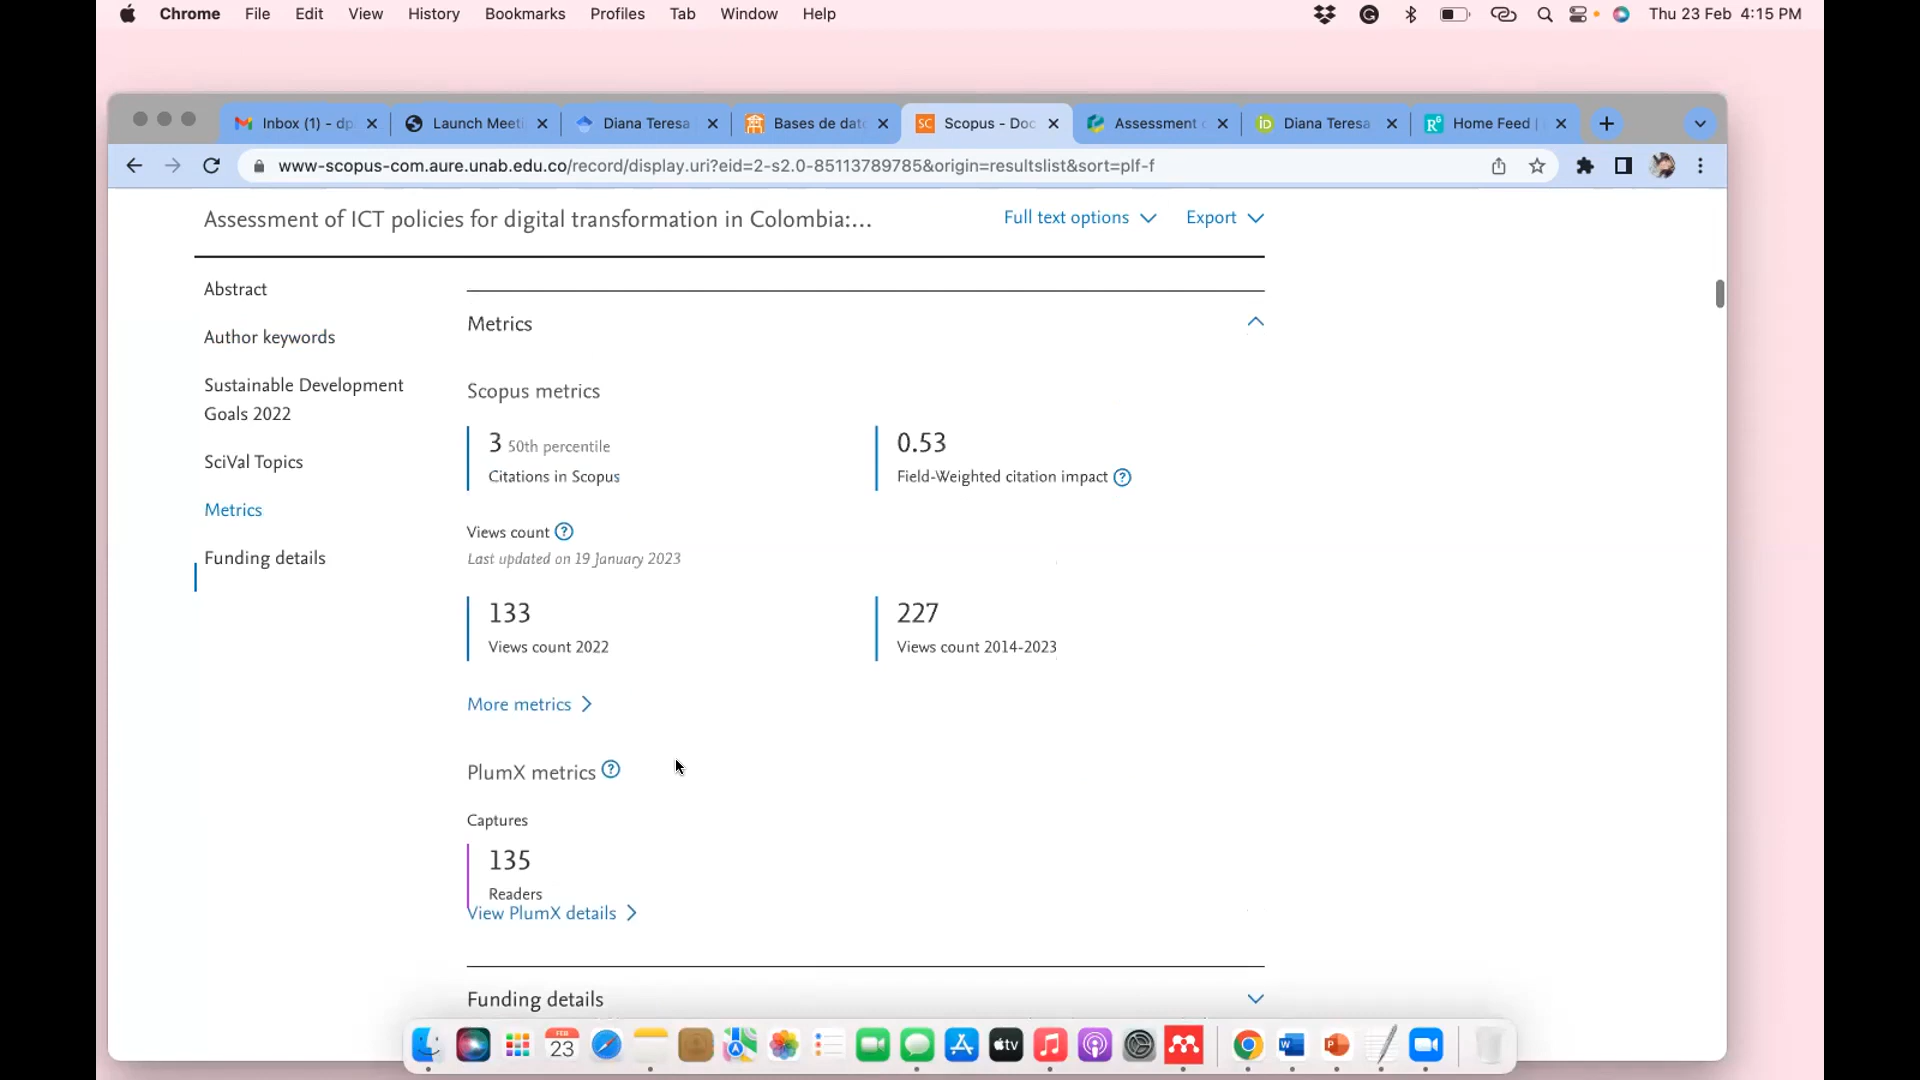 Chrome File Edit View History Bookmarks Profiles Tab Window Help Thu 23 Feb 4:15 PM
Inbox (1) - dp Launch Meeti Diana Teresa Bases de dat Scopus - Doc Assessment Diana Teresa Home Feed |
www-scopus-com.aure.unab.edu.co/record/display.uri?eid=2-s2.0-85113789785&origin=resultslist&sort=plf-f
Assessment of ICT policies for digital transformation in Colombia:... Full text options Export
Abstract
Author keywords
Sustainable Development
Goals 2022
SciVal Topics
Metrics
Funding details
Metrics
Scopus metrics
3 50th percentile
Citations in Scopus
0.53
Field-Weighted citation impact ?
Views count ?
Last updated on 19 January 2023
133
Views count 2022
227
Views count 2014-2023
More metrics
PlumX metrics ?
Captures
135
Readers
View PlumX details
Funding details
FEB
23
tv
W
P